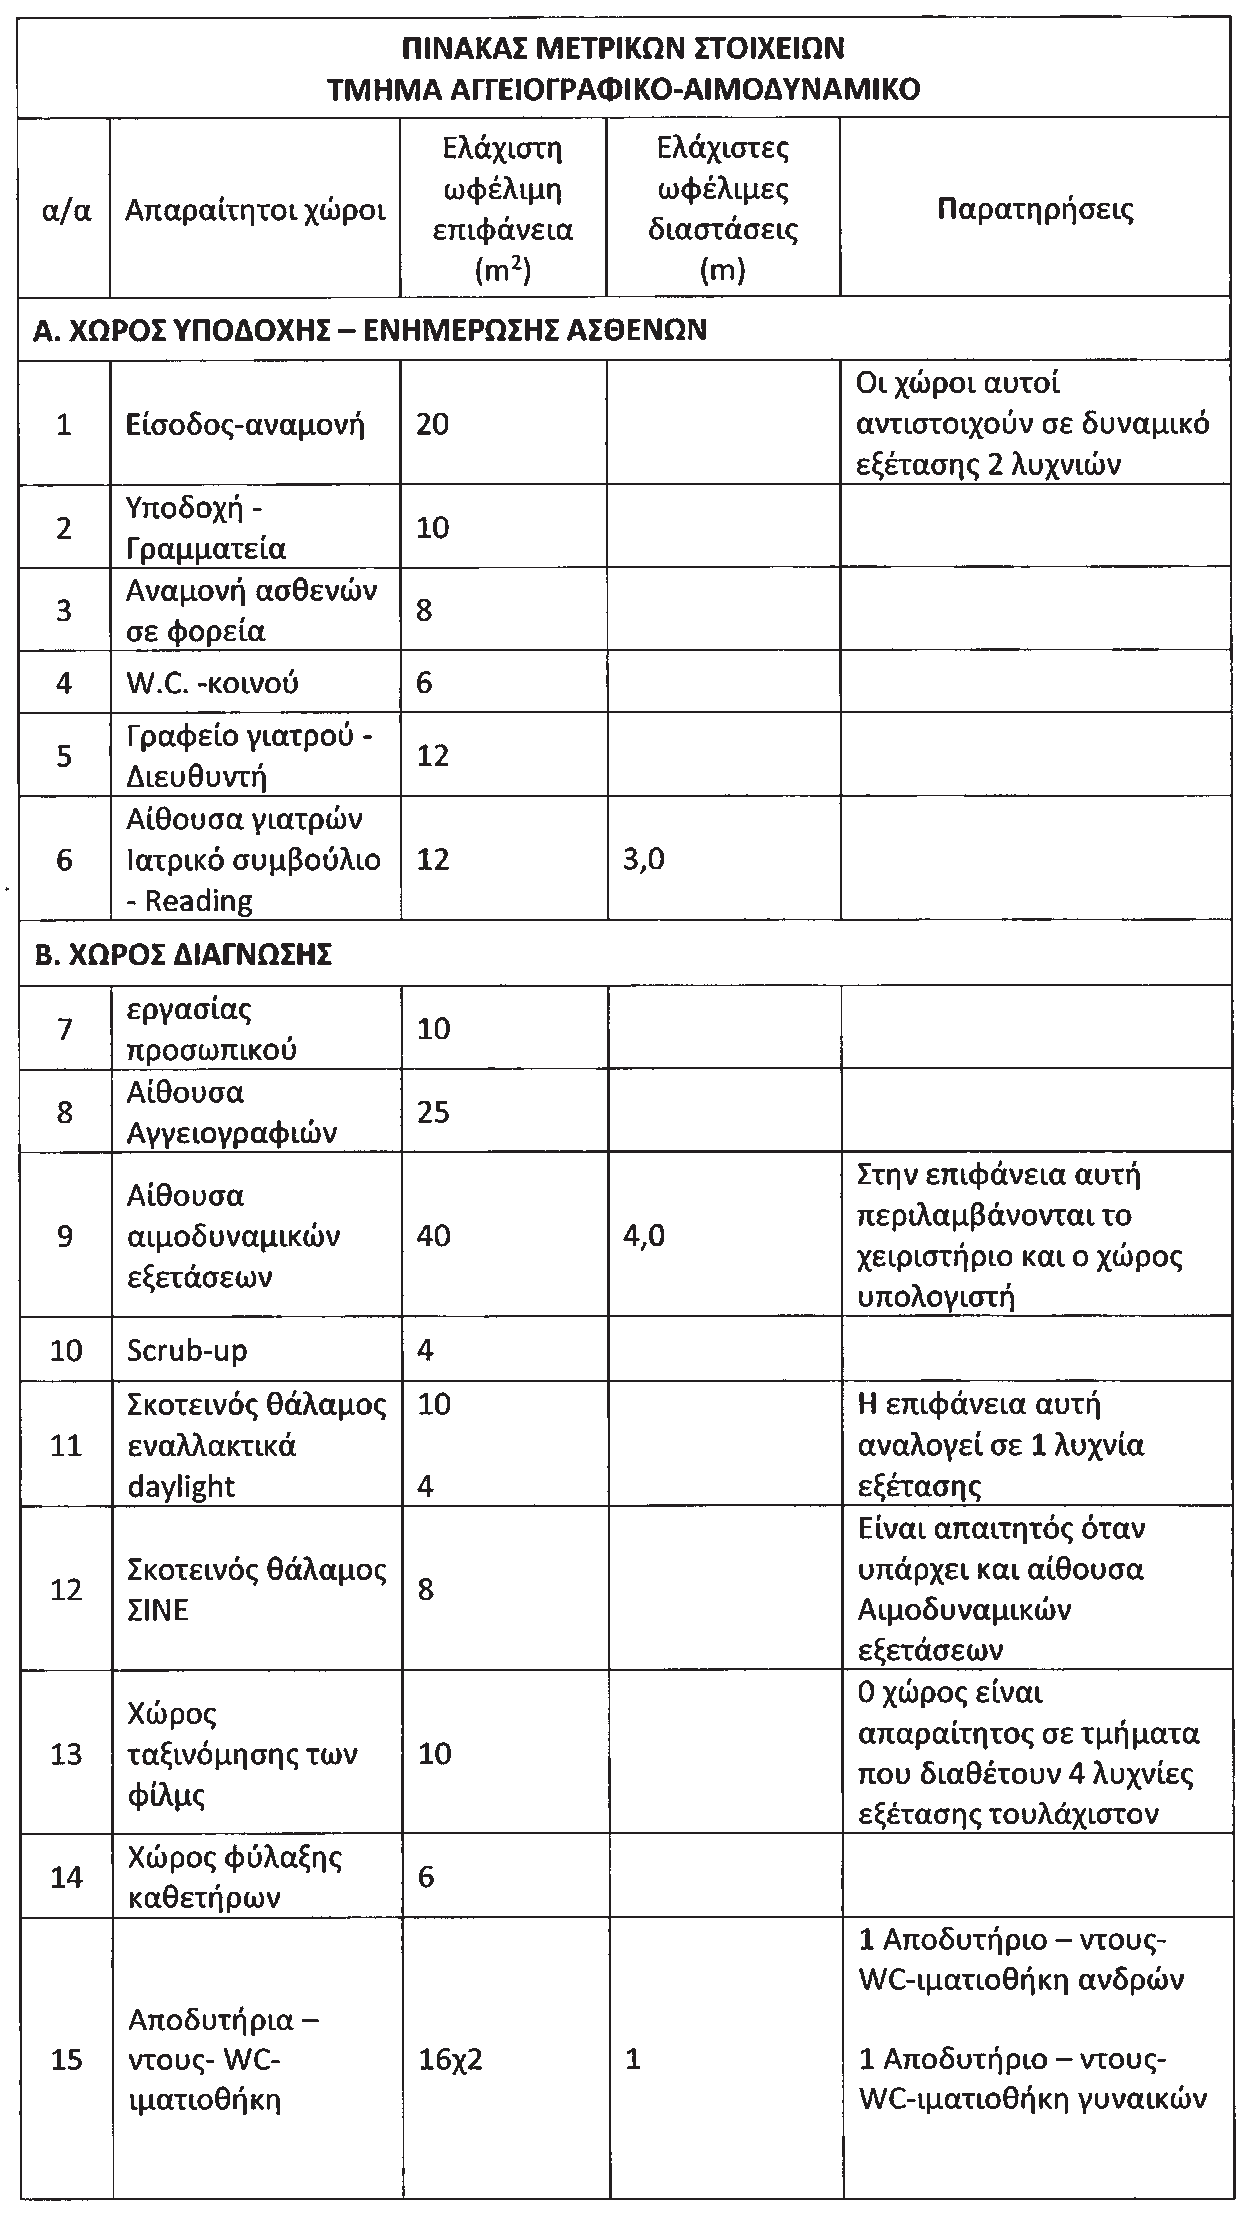 ΠΙΝΑΚΑΣ ΜΕΤΡΙΚΩΝ ΣΤΟΙΧΕΙΩΝ
ΤΜΗΜΑ ΑΓΓΕΙΟΓΡΑΦΙΚΟ-ΑΙΜΟΔΥΝΑΜΙΚΟ
α/α
Απαραίτητοι χώροι
Ελάχιστη
ωφέλιμη
επιφάνεια
(m²)
Ελάχιστες
ωφέλιμες
διαστάσεις
(m)
Παρατηρήσεις
Α. ΧΩΡΟΣ ΥΠΟΔΟΧΗΣ – ΕΝΗΜΕΡΩΣΗΣ ΑΣΘΕΝΩΝ
1
Είσοδος-αναμονή
20
Οι χώροι αυτοί
αντιστοιχούν σε δυναμικό
εξέτασης 2 λυχνιών
2
Υποδοχή -
Γραμματεία
10
3
Αναμονή ασθενών
σε φορεία
8
4
W.C. -κοινού
6
5
Γραφείο γιατρού -
Διευθυντή
12
6
Αίθουσα γιατρών
Ιατρικό συμβούλιο
- Reading
12
3,0
Β. ΧΩΡΟΣ ΔΙΑΓΝΩΣΗΣ
7
εργασίας
προσωπικού
10
8
Αίθουσα
Αγγειογραφιών
25
9
Αίθουσα
αιμοδυναμικών
εξετάσεων
40
4,0
Στην επιφάνεια αυτή
περιλαμβάνονται το
χειριστήριο και ο χώρος
υπολογιστή
10
Scrub-up
4
11
Σκοτεινός θάλαμος
εναλλακτικά
daylight
10
4
Η επιφάνεια αυτή
αναλογεί σε 1 λυχνία
εξέτασης
12
Σκοτεινός θάλαμος
ΣΙΝΕ
8
Είναι απαιτητός όταν
υπάρχει και αίθουσα
Αιμοδυναμικών
εξετάσεων
13
Χώρος
ταξινόμησης των
φίλμς
10
Ο χώρος είναι
απαραίτητος σε τμήματα
που διαθέτουν 4 λυχνίες
εξέτασης τουλάχιστον
14
Χώρος φύλαξης
καθετήρων
6
15
Αποδυτήρια –
ντους- WC-
ιματιοθήκη
16χ2
1
1 Αποδυτήριο – ντους-
WC-ιματιοθήκη ανδρών
1 Αποδυτήριο – ντους-
WC-ιματιοθήκη γυναικών